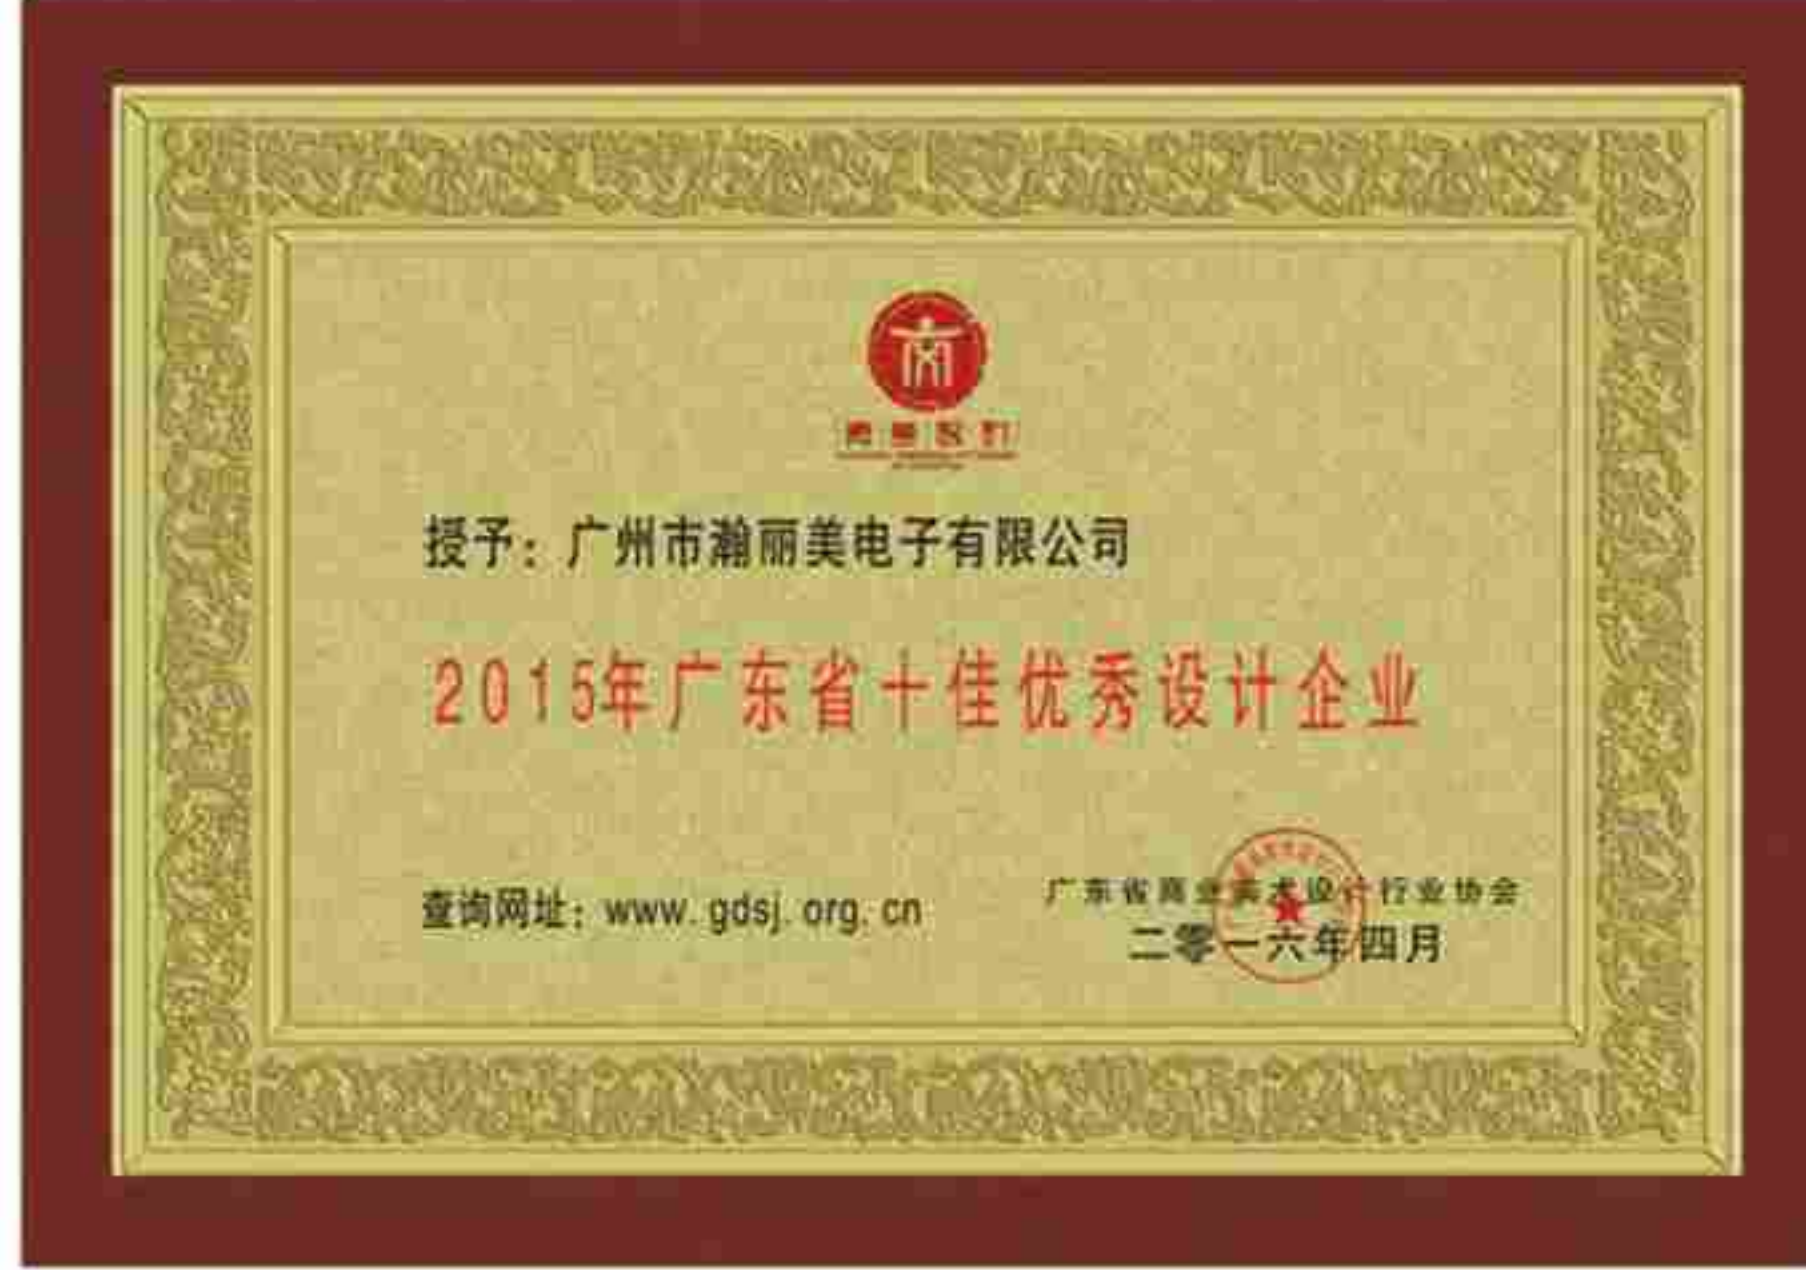 授予：广州市瀚丽美电子有限公司
2015年广东省十佳优秀设计企业
查询网址：www.gdsj.org.cn
广东省商业美术设计行业协会
二零一六年四月